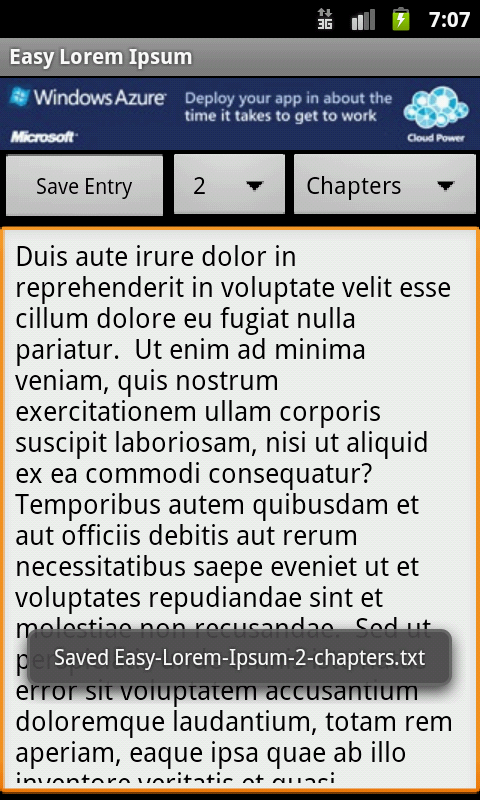 3G 7:07
Easy Lorem Ipsum
Windows Azure Deploy your app in about the
time it takes to get to work
Microsoft Cloud Power
Save Entry 2 Chapters
Duis aute irure dolor in
reprehenderit in voluptate velit esse
cillum dolore eu fugiat nulla
pariatur.  Ut enim ad minima
veniam, quis nostrum
exercitationem ullam corporis
suscipit laboriosam, nisi ut aliquid
ex ea commodi consequatur?
Temporibus autem quibusdam et
aut officiis debitis aut rerum
necessitatibus saepe eveniet ut et
voluptates repudiandae sint et
molestiae non recusandae.  Sed ut
Saved Easy-Lorem-Ipsum-2-chapters.txt
error sit voluptatem accusantium
doloremque laudantium, totam rem
aperiam, eaque ipsa quae ab illo
inventore veritatis et quasi